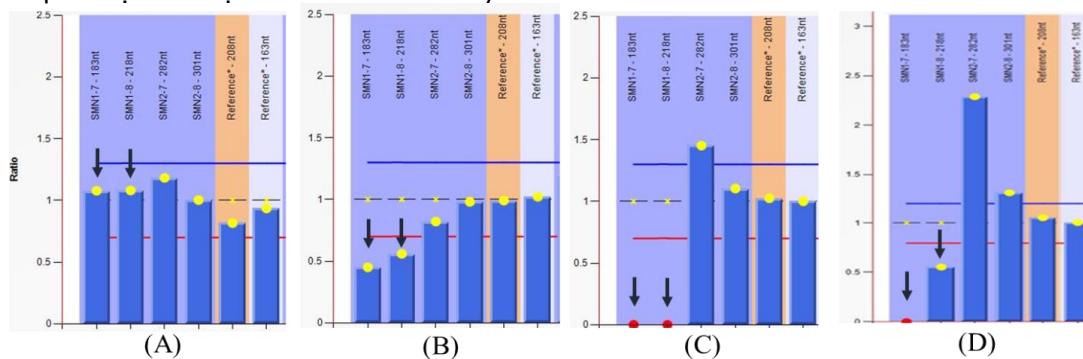 2.5
2
1.5
1
0.5
0
Ratio
SMN1-7 - 183nt
SMN1-8 - 218nt
SMN2-7 - 282nt
SMN2-8 - 301nt
Reference* - 208nt
Reference* - 163nt
(A)
2.5
2
1.5
1
0.5
0
SMN1-7 - 183nt
SMN1-8 - 218nt
SMN2-7 - 282nt
SMN2-8 - 301nt
Reference* - 208nt
Reference* - 163nt
(B)
2.5
2
1.5
1
0.5
0
SMN1-7 - 183nt
SMN1-8 - 218nt
SMN2-7 - 282nt
SMN2-8 - 301nt
Reference* - 208nt
Reference* - 163nt
(C)
3
2.5
2
1.5
1
0.5
0
SMN1-7 - 183nt
SMN1-8 - 218nt
SMN2-7 - 282nt
SMN2-8 - 301nt
Reference* - 208nt
Reference* - 163nt
(D)